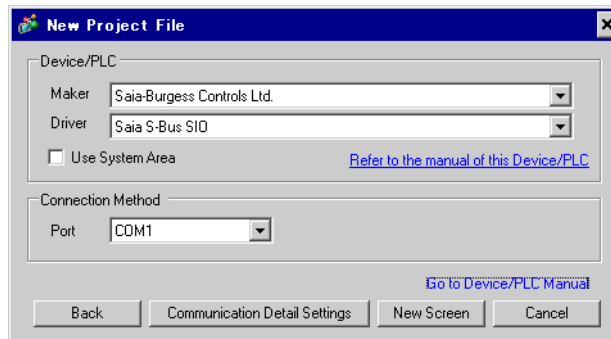 New Project File
Device/PLC
Maker Saia-Burgess Controls Ltd.
Driver Saia S-Bus SIO
Use System Area Refer to the manual of this Device/PLC
Connection Method
Port COM1
Go to Device/PLC Manual
Back Communication Detail Settings New Screen Cancel